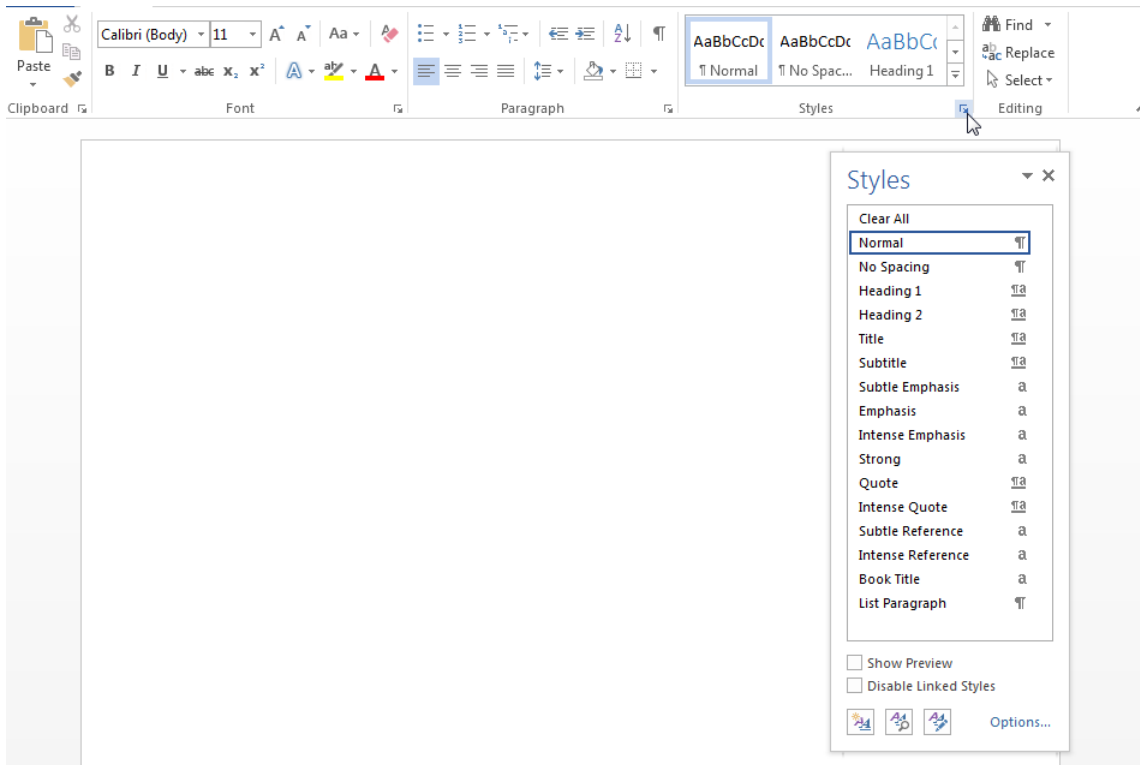 Calibri (Body) 11 A A Aa
Find
AaBbCcDc AaBbCcDc AaBbCc
Replace
Paste
B I U abc X₂ X² A aby A
¶ Normal ¶ No Spac... Heading 1
Select
Clipboard Font Paragraph Styles Editing
Styles
Clear All
Normal ¶
No Spacing ¶
Heading 1 ¶a
Heading 2 ¶a
Title ¶a
Subtitle ¶a
Subtle Emphasis a
Emphasis a
Intense Emphasis a
Strong a
Quote ¶a
Intense Quote ¶a
Subtle Reference a
Intense Reference a
Book Title a
List Paragraph ¶
Show Preview
Disable Linked Styles
Options...